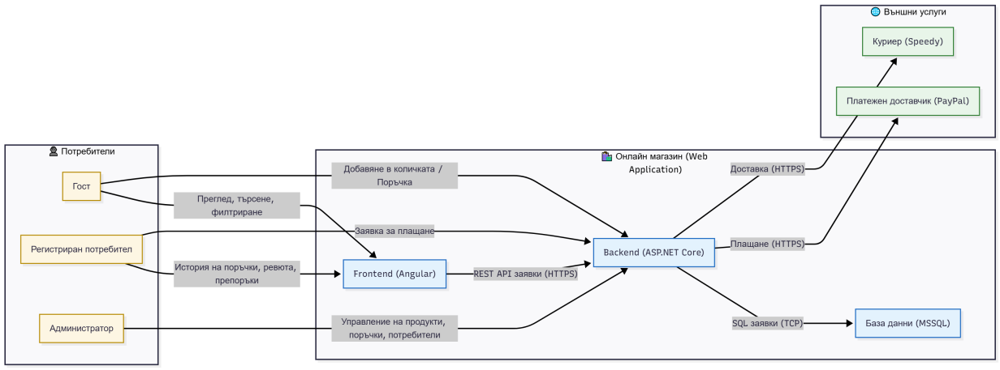 🌐 Външни услуги
Куриер (Speedy)
Платежен доставчик (PayPal)
Потребители
🛍️ Онлайн магазин (Web
Application)
Гост
Добавяне в количката /
Поръчка
Доставка (HTTPS)
Преглед, търсене,
филтриране
Заявка за плащане
Регистриран потребител
Плащане (HTTPS)
Backend (ASP.NET Core)
История на поръчки, ревюта,
препоръки
Frontend (Angular)
REST API заявки (HTTPS)
Администратор
Управление на продукти,
поръчки, потребители
SQL заявки (TCP)
База данни (MSSQL)